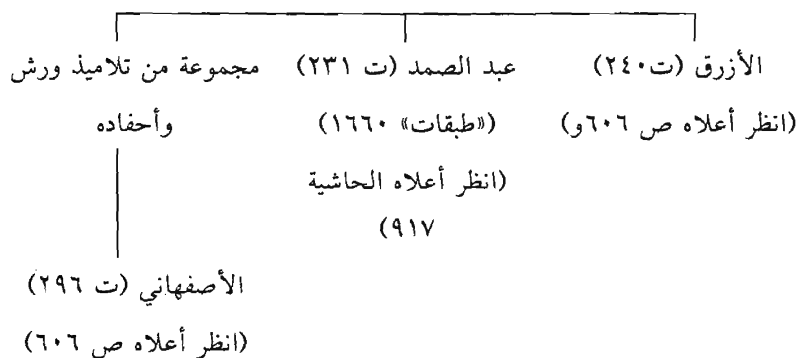 الأزرق (ت٢٤٠)
(انظر أعلاه ص ٦٠٦و)
عبد الصمد (ت ٢٣١)
(«طبقات» ١٦٦٠)
(انظر أعلاه الحاشية
٩١٧)
مجموعة من تلاميذ ورش
وأحفاده
الأصفهاني (ت ٢٩٦)
(انظر أعلاه ص ٦٠٦)